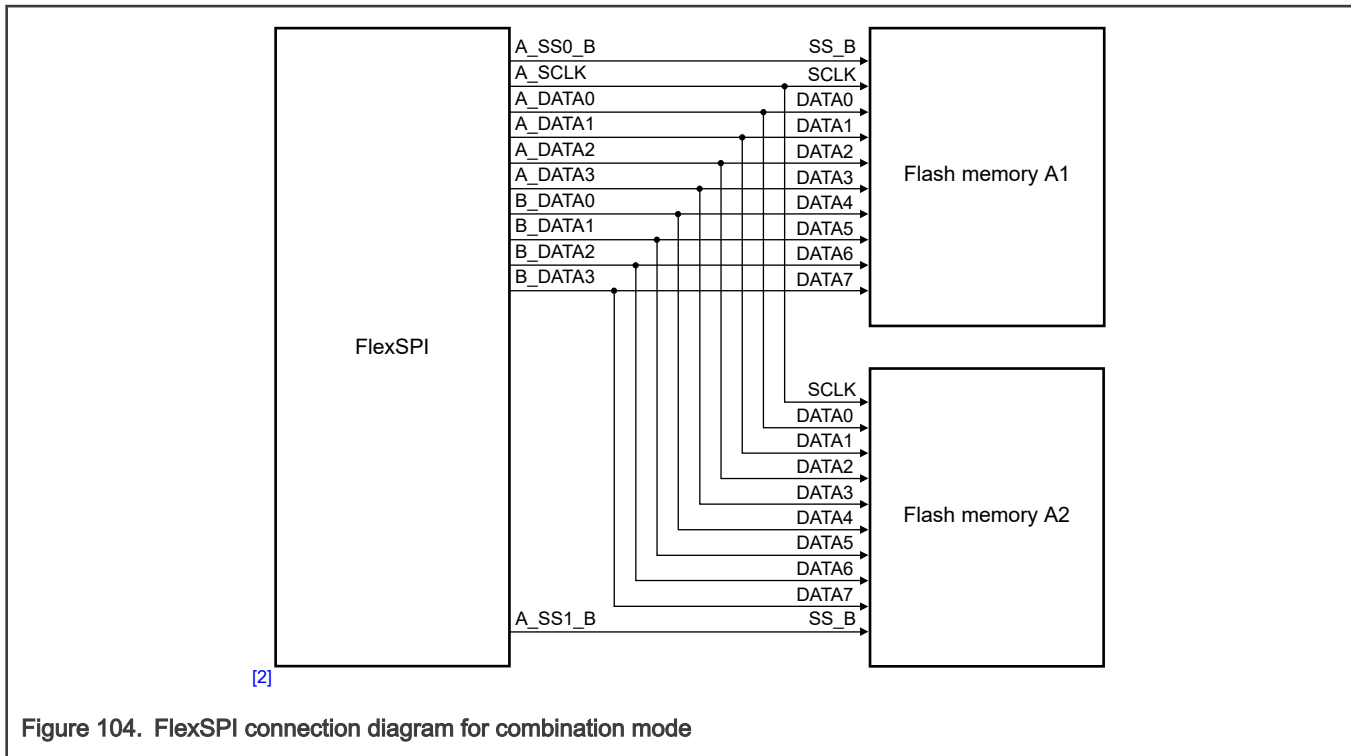 A_SS0_B SS_B
A_SCLK SCLK
A_DATA0 DATA0
A_DATA1 DATA1
A_DATA2 DATA2
A_DATA3 DATA3
B_DATA0 DATA4
B_DATA1 DATA5
B_DATA2 DATA6
B_DATA3 DATA7
Flash memory A1
FlexSPI
SCLK
DATA0
DATA1
DATA2
DATA3
DATA4
DATA5
DATA6
DATA7
A_SS1_B SS_B
Flash memory A2
[2]
Figure 104. FlexSPI connection diagram for combination mode